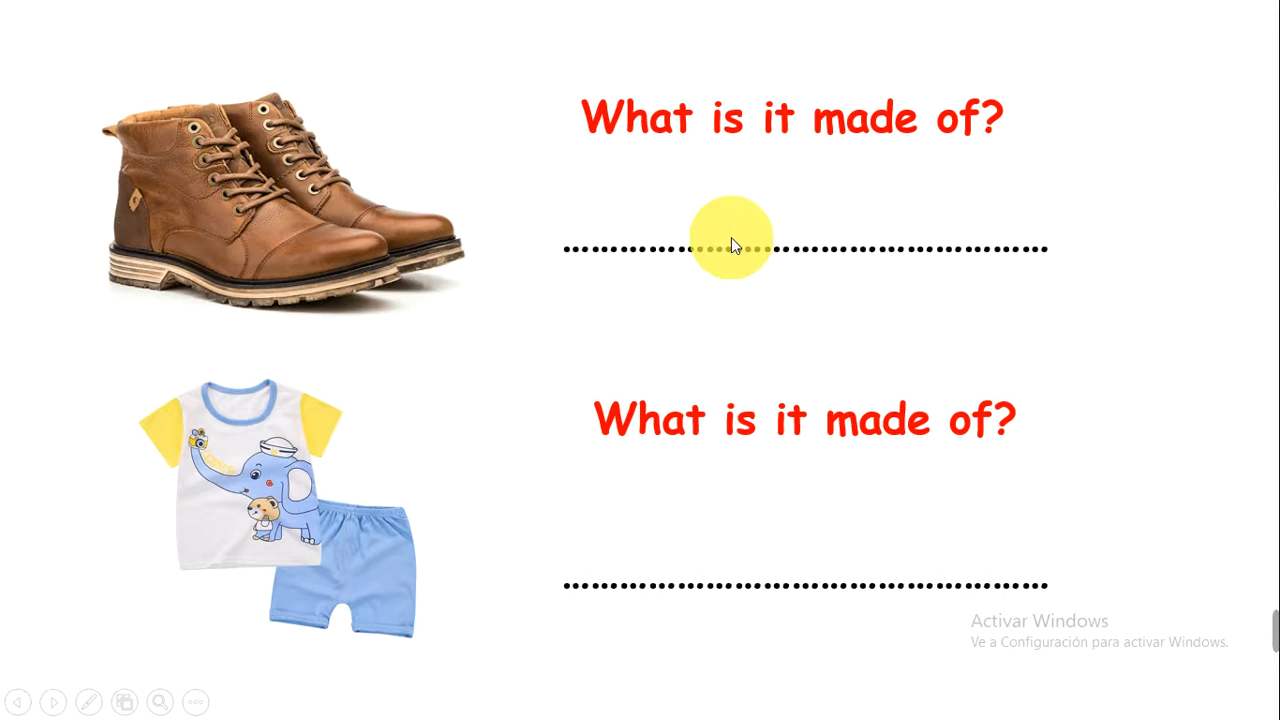 What is it made of?
.......................................................
What is it made of?
.......................................................
Activar Windows
Ve a Configuración para activar Windows.